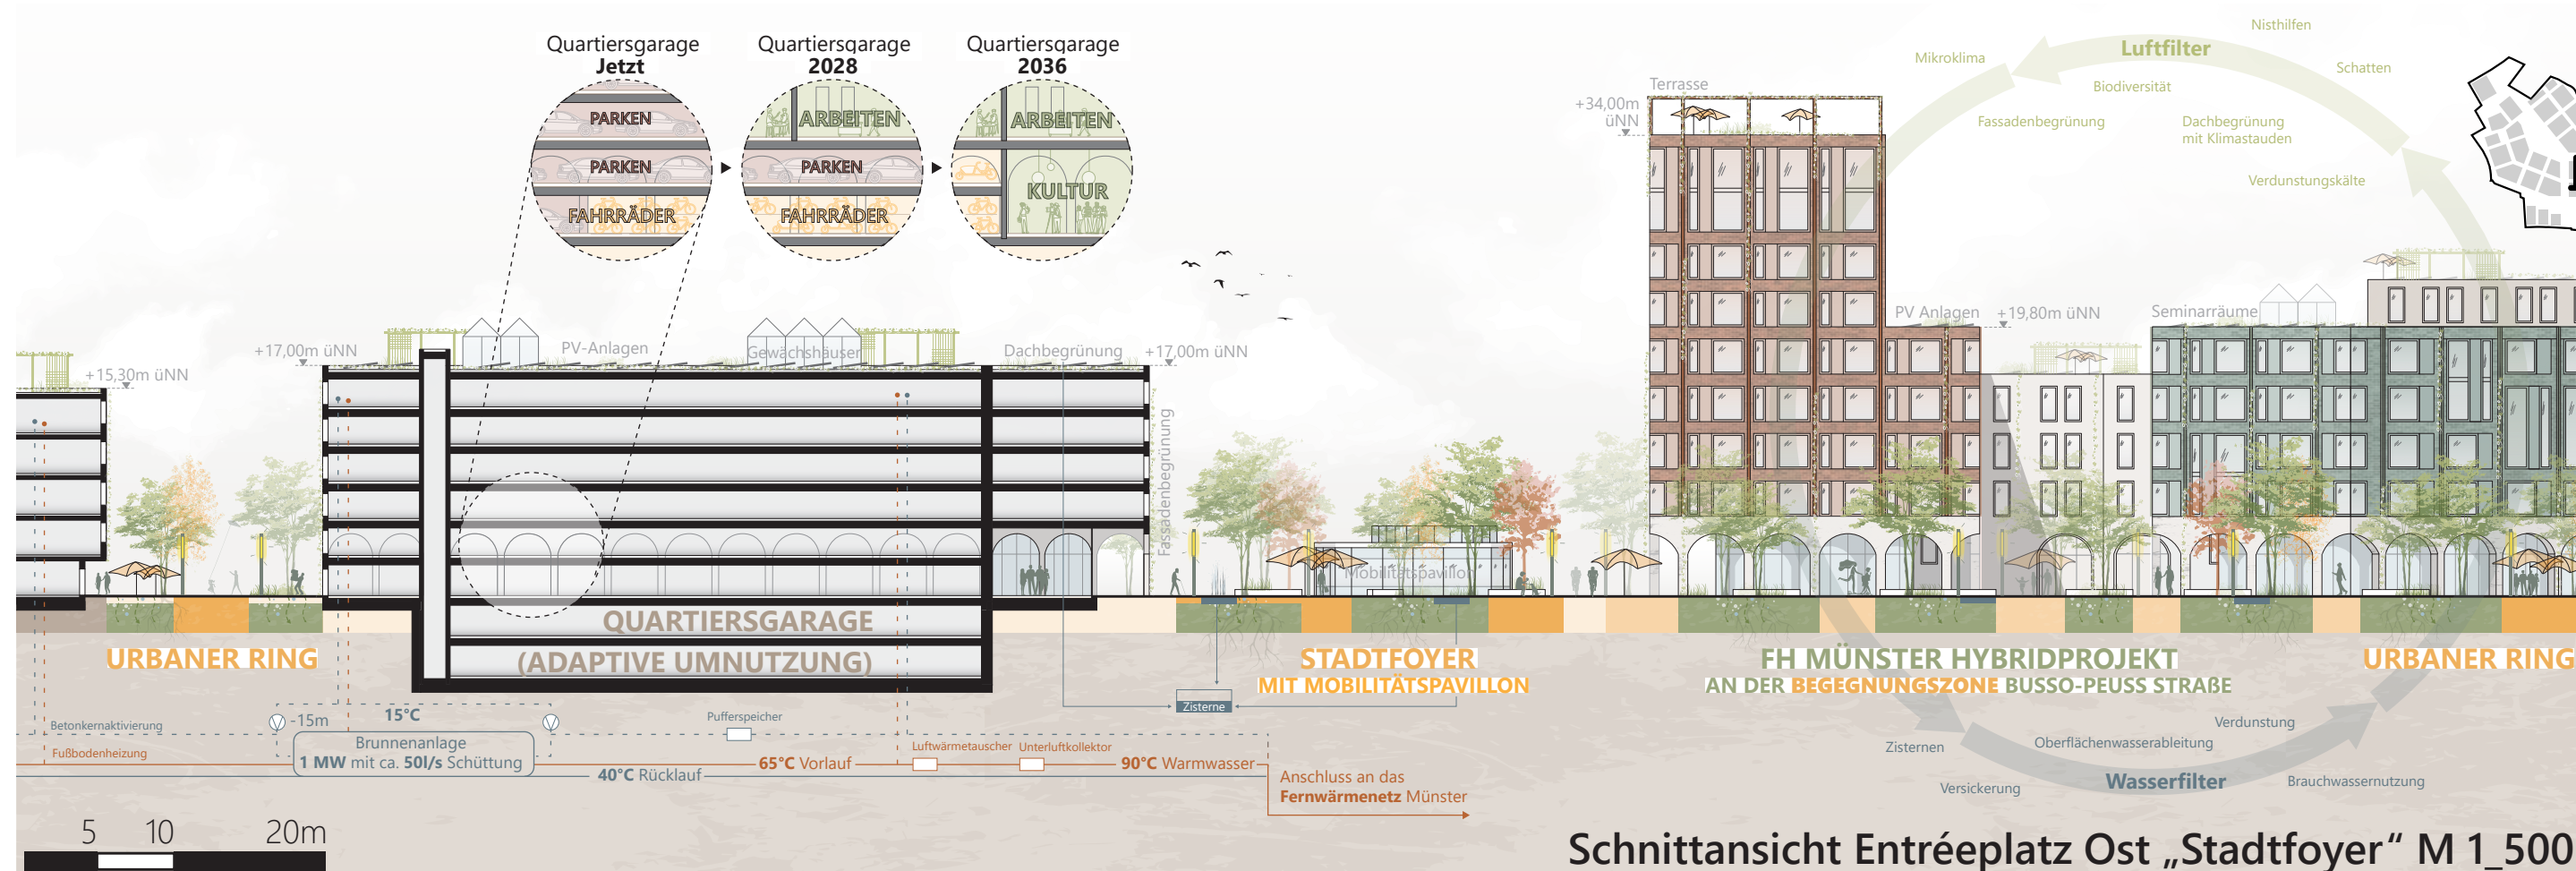 Quartiersgarage
Jetzt
PARKEN
PARKEN
FAHRRÄDER
Quartiersgarage
2028
ARBEITEN
PARKEN
FAHRRÄDER
Quartiersgarage
2036
ARBEITEN
KULTUR
Nisthilfen
Luftfilter
Mikroklima
Schatten
Biodiversität
Fassadenbegrünung
Dachbegrünung
mit Klimastauden
Verdunstungskälte
Terrasse
+34,00m
üNN
PV Anlagen
+19,80m üNN
Seminarräume
+15,30m üNN
+17,00m üNN
PV-Anlagen
Gewächshäuser
Dachbegrünung
+17,00m üNN
Fassadenbegrünung
Mobilitätspavillon
QUARTIERSGARAGE
(ADAPTIVE UMNUTZUNG)
URBANER RING
STADTFOYER
MIT MOBILITÄTSPAVILLON
FH MÜNSTER HYBRIDPROJEKT
AN DER BEGEGNUNGSZONE BUSSO-PEUSS STRAßE
URBANER RING
Zisterne
Betonkernaktivierung
Fußbodenheizung
-15m
15°C
Brunnenanlage
1 MW mit ca. 50l/s Schüttung
Pufferspeicher
40°C Rücklauf
65°C Vorlauf
Luftwärmetauscher
Unterluftkollektor
90°C Warmwasser
Anschluss an das
Fernwärmenetz Münster
Verdunstung
Zisternen
Oberflächenwasserableitung
Wasserfilter
Versickerung
Brauchwassernutzung
5 10 20m
Schnittansicht Entréeplatz Ost „Stadtfoyer“ M 1_500